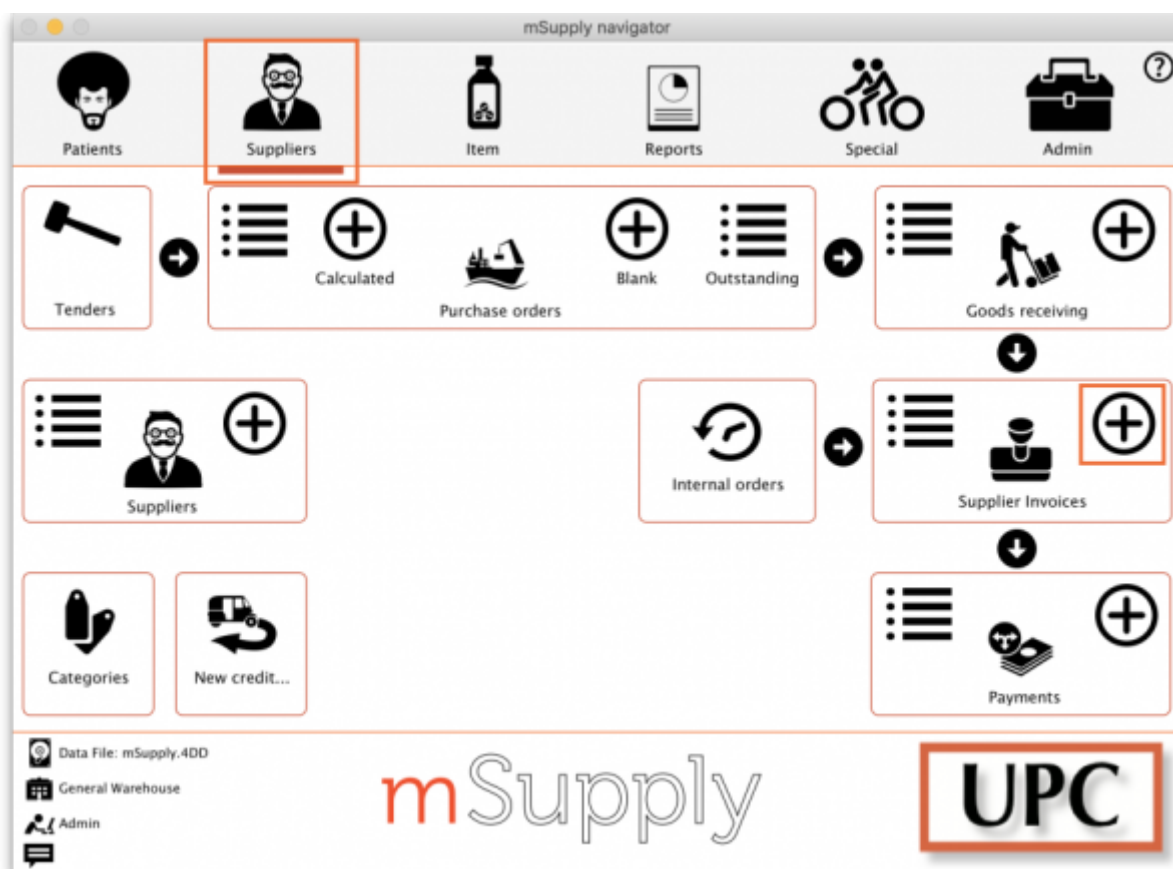 mSupply navigator
Patients
Suppliers
Item
Reports
Special
Admin
?
Tenders
Calculated
Purchase orders
Blank
Outstanding
Goods receiving
Suppliers
Internal orders
Supplier Invoices
Categories
New credit...
Payments
Data File: mSupply.4DD
General Warehouse
Admin
mSupply
UPC